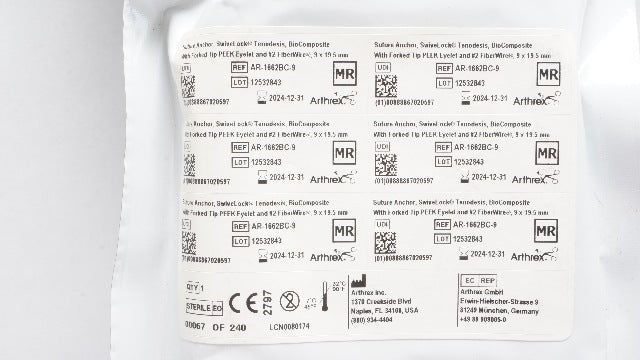 Suture Anchor, SwiveLock® Tenodesis, BioComposite
With Forked Tip PEEK Eyelet and #2 FiberWire®, 9 x 19.5 mm
UDI
REF AR-1662BC-9
LOT 12532843
MR
2024-12-31
(01)00888867020597
Arthrex
Suture Anchor, SwiveLock® Tenodesis, BioComposite
With Forked Tip PEEK Eyelet and #2 FiberWire®, 9 x 19.5 mm
UDI
REF AR-1662BC-9
LOT 12532843
MR
2024-12-31
(01)00888867020597
Arthrex
Suture Anchor, SwiveLock® Tenodesis, BioComposite
With Forked Tip PEEK Eyelet and #2 FiberWire®, 9 x 19.5 mm
UDI
REF AR-1662BC-9
LOT 12532843
MR
2024-12-31
(01)00888867020597
Arthrex
Suture Anchor, SwiveLock® Tenodesis, BioComposite
With Forked Tip PEEK Eyelet and #2 FiberWire®, 9 x 19.5 mm
UDI
REF AR-1662BC-9
LOT 12532843
MR
2024-12-31
(01)00888867020597
Arthrex
Suture Anchor, SwiveLock® Tenodesis, BioComposite
With Forked Tip PEEK Eyelet and #2 FiberWire®, 9 x 19.5 mm
UDI
REF AR-1662BC-9
LOT 12532843
MR
2024-12-31
(01)00888867020597
Arthrex
Suture Anchor, SwiveLock® Tenodesis, BioComposite
With Forked Tip PEEK Eyelet and #2 FiberWire®, 9 x 19.5 mm
UDI
REF AR-1662BC-9
LOT 12532843
MR
2024-12-31
(01)00888867020597
Arthrex
QTY 1
STERILE EO
CE 2797
32°C
90°F
00067 OF 240
LCN0080174
Arthrex Inc.
1370 Creekside Blvd
Naples, FL 34108, USA
(800) 934-4404
EC REP
Arthrex GmbH
Erwin-Hielscher-Strasse 9
81249 München, Germany
+49 89 909005-0